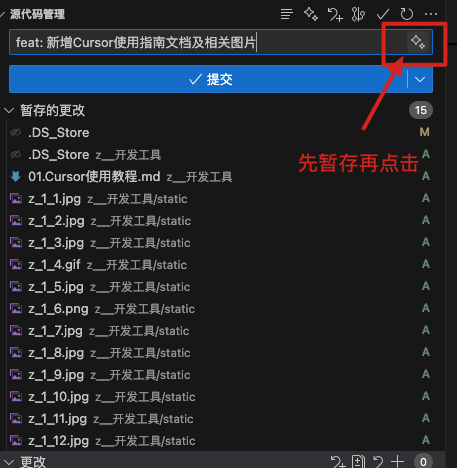 源代码管理
feat: 新增Cursor使用指南文档及相关图片
提交
暂存的更改 15
.DS_Store M
.DS_Store z__开发工具 A
01.Cursor使用教程.md z__开发工具 A
先暂存再点击
z_1_1.jpg z__开发工具/static A
z_1_2.jpg z__开发工具/static A
z_1_3.jpg z__开发工具/static A
z_1_4.gif z__开发工具/static A
z_1_5.jpg z__开发工具/static A
z_1_6.png z__开发工具/static A
z_1_7.jpg z__开发工具/static A
z_1_8.jpg z__开发工具/static A
z_1_9.jpg z__开发工具/static A
z_1_10.jpg z__开发工具/static A
z_1_11.jpg z__开发工具/static A
z_1_12.jpg z__开发工具/static A
更改 0